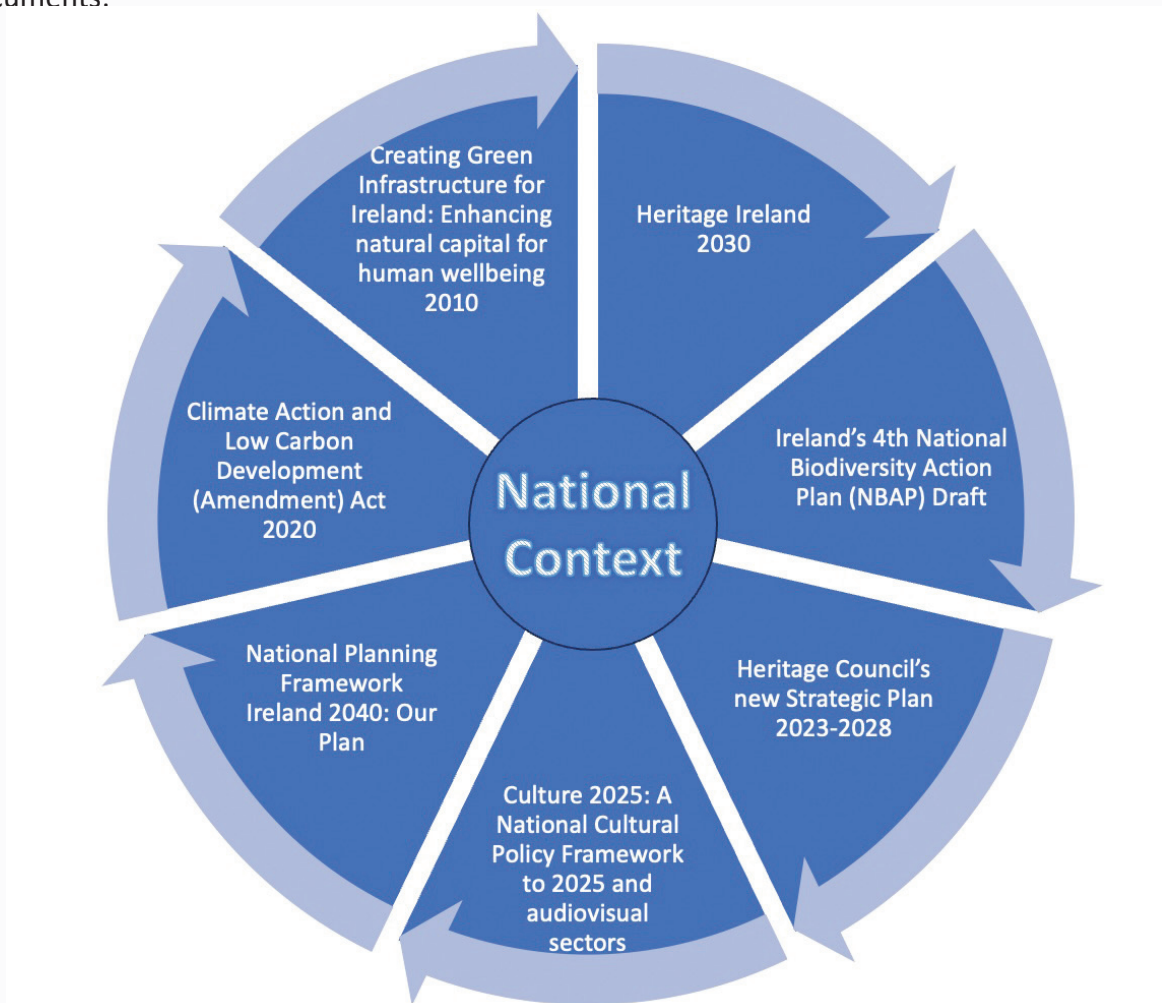 National
Context
Heritage Ireland
2030
Ireland’s 4th National
Biodiversity Action
Plan (NBAP) Draft
Heritage Council’s
new Strategic Plan
2023-2028
Culture 2025: A
National Cultural
Policy Framework
to 2025 and
audiovisual
sectors
National Planning
Framework
Ireland 2040: Our
Plan
Climate Action and
Low Carbon
Development
(Amendment) Act
2020
Creating Green
Infrastructure for
Ireland: Enhancing
natural capital for
human wellbeing
2010